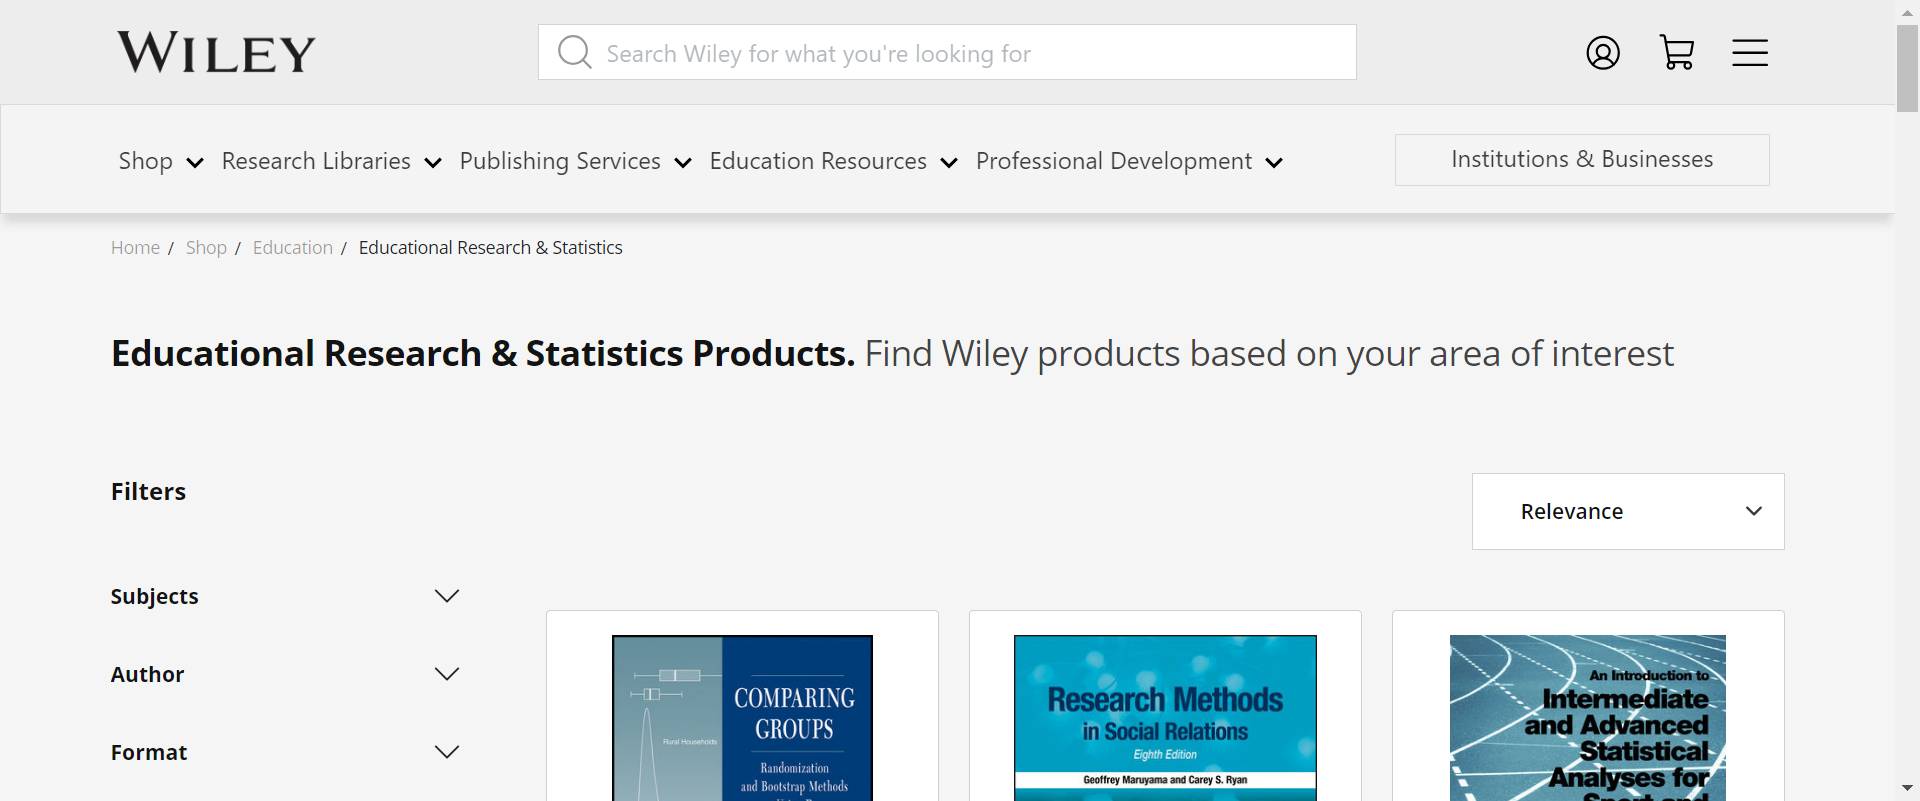 WILEY
Search Wiley for what you're looking for
Shop Research Libraries Publishing Services Education Resources Professional Development Institutions & Businesses
Home / Shop / Education / Educational Research & Statistics
Educational Research & Statistics Products. Find Wiley products based on your area of interest
Filters
Relevance
Subjects
Author
Format
COMPARING
GROUPS
Rural Households
Randomization
and Bootstrap Methods
Research Methods
in Social Relations
Eighth Edition
Geoffrey Maruyama and Carey S. Ryan
An Introduction to
Intermediate
and Advanced
Statistical
Analyses for
Sport and